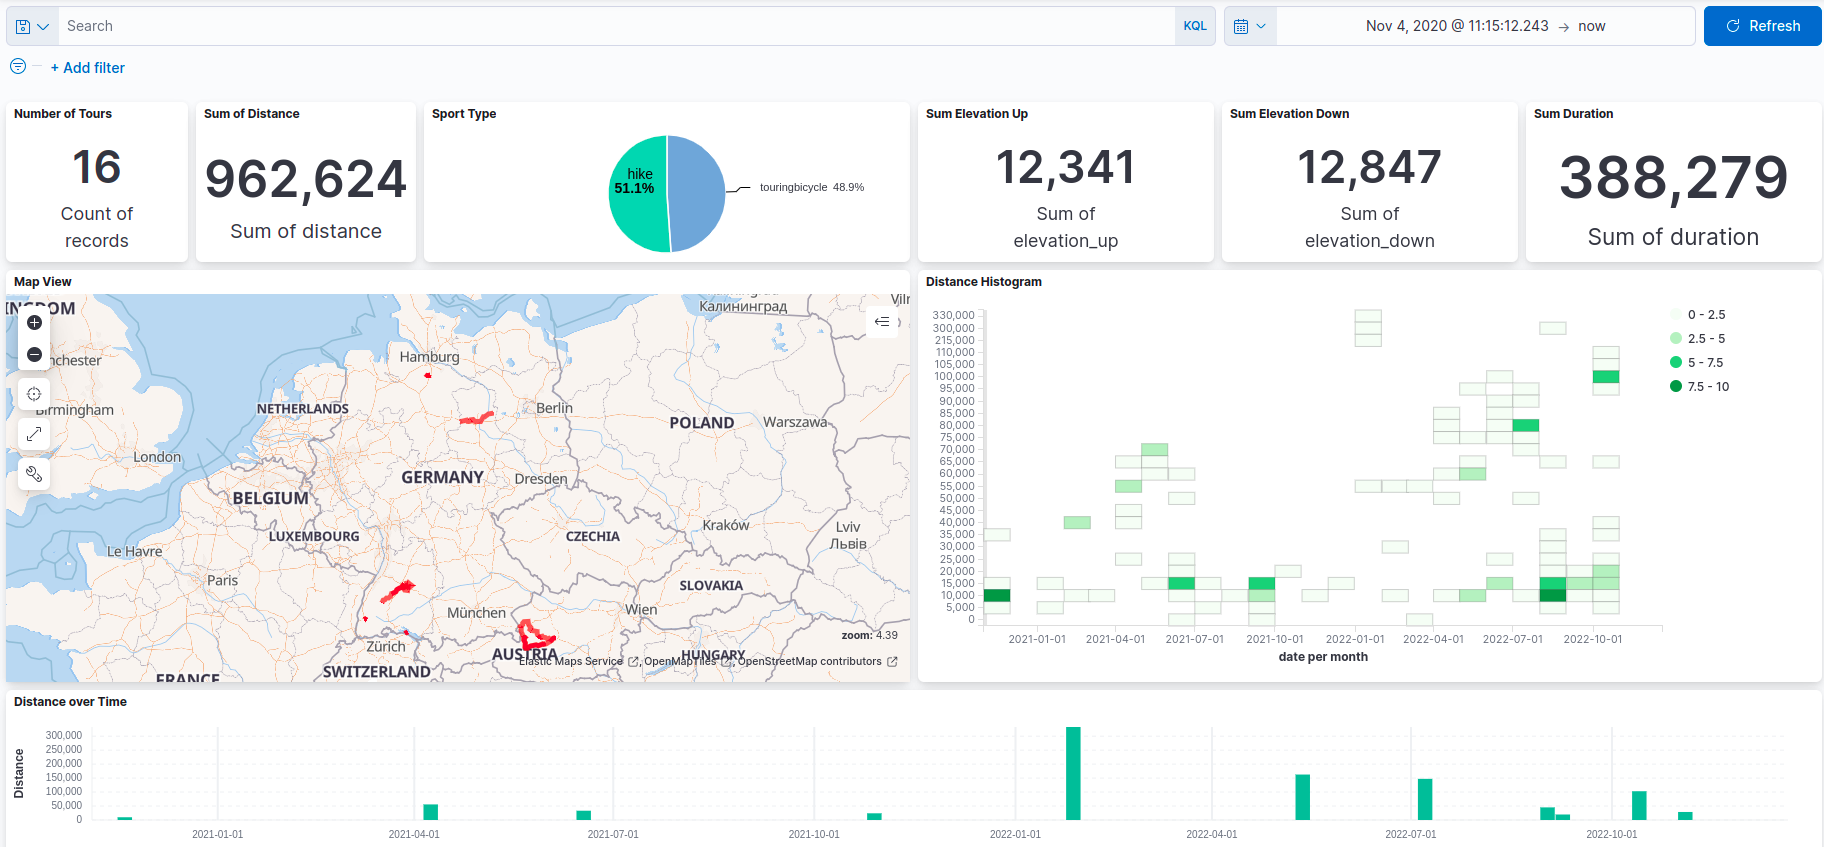 Search
KQL
Nov 4, 2020 @ 11:15:12.243 → now
Refresh
+ Add filter
Number of Tours
16
Count of
records
Sum of Distance
962,624
Sum of distance
Sport Type
hike
51.1%
touringbicycle 48.9%
Sum Elevation Up
12,341
Sum of
elevation_up
Sum Elevation Down
12,847
Sum of
elevation_down
Sum Duration
388,279
Sum of duration
Map View
Калининград
Hamburg
NETHERLANDS
Berlin
POLAND
Warszawa
London
GERMANY
Dresden
BELGIUM
LUXEMBOURG
Kraków
Lviv
Львів
CZECHIA
Le Havre
Paris
SLOVAKIA
München
Wien
zoom: 4.39
Zürich
AUSTRIA
HUNGARY
SWITZERLAND
FRANCE
Birmingham
Elastic Maps Service , OpenMapTiles , OpenStreetMap contributors
Distance Histogram
330,000
300,000
215,000
110,000
105,000
100,000
95,000
90,000
85,000
80,000
75,000
70,000
65,000
60,000
55,000
50,000
45,000
40,000
35,000
30,000
25,000
20,000
15,000
10,000
5,000
0
2021-01-01 2021-04-01 2021-07-01 2021-10-01 2022-01-01 2022-04-01 2022-07-01 2022-10-01
date per month
0 - 2.5
2.5 - 5
5 - 7.5
7.5 - 10
Distance over Time
Distance
300,000
250,000
200,000
150,000
100,000
50,000
0
2021-01-01 2021-04-01 2021-07-01 2021-10-01 2022-01-01 2022-04-01 2022-07-01 2022-10-01